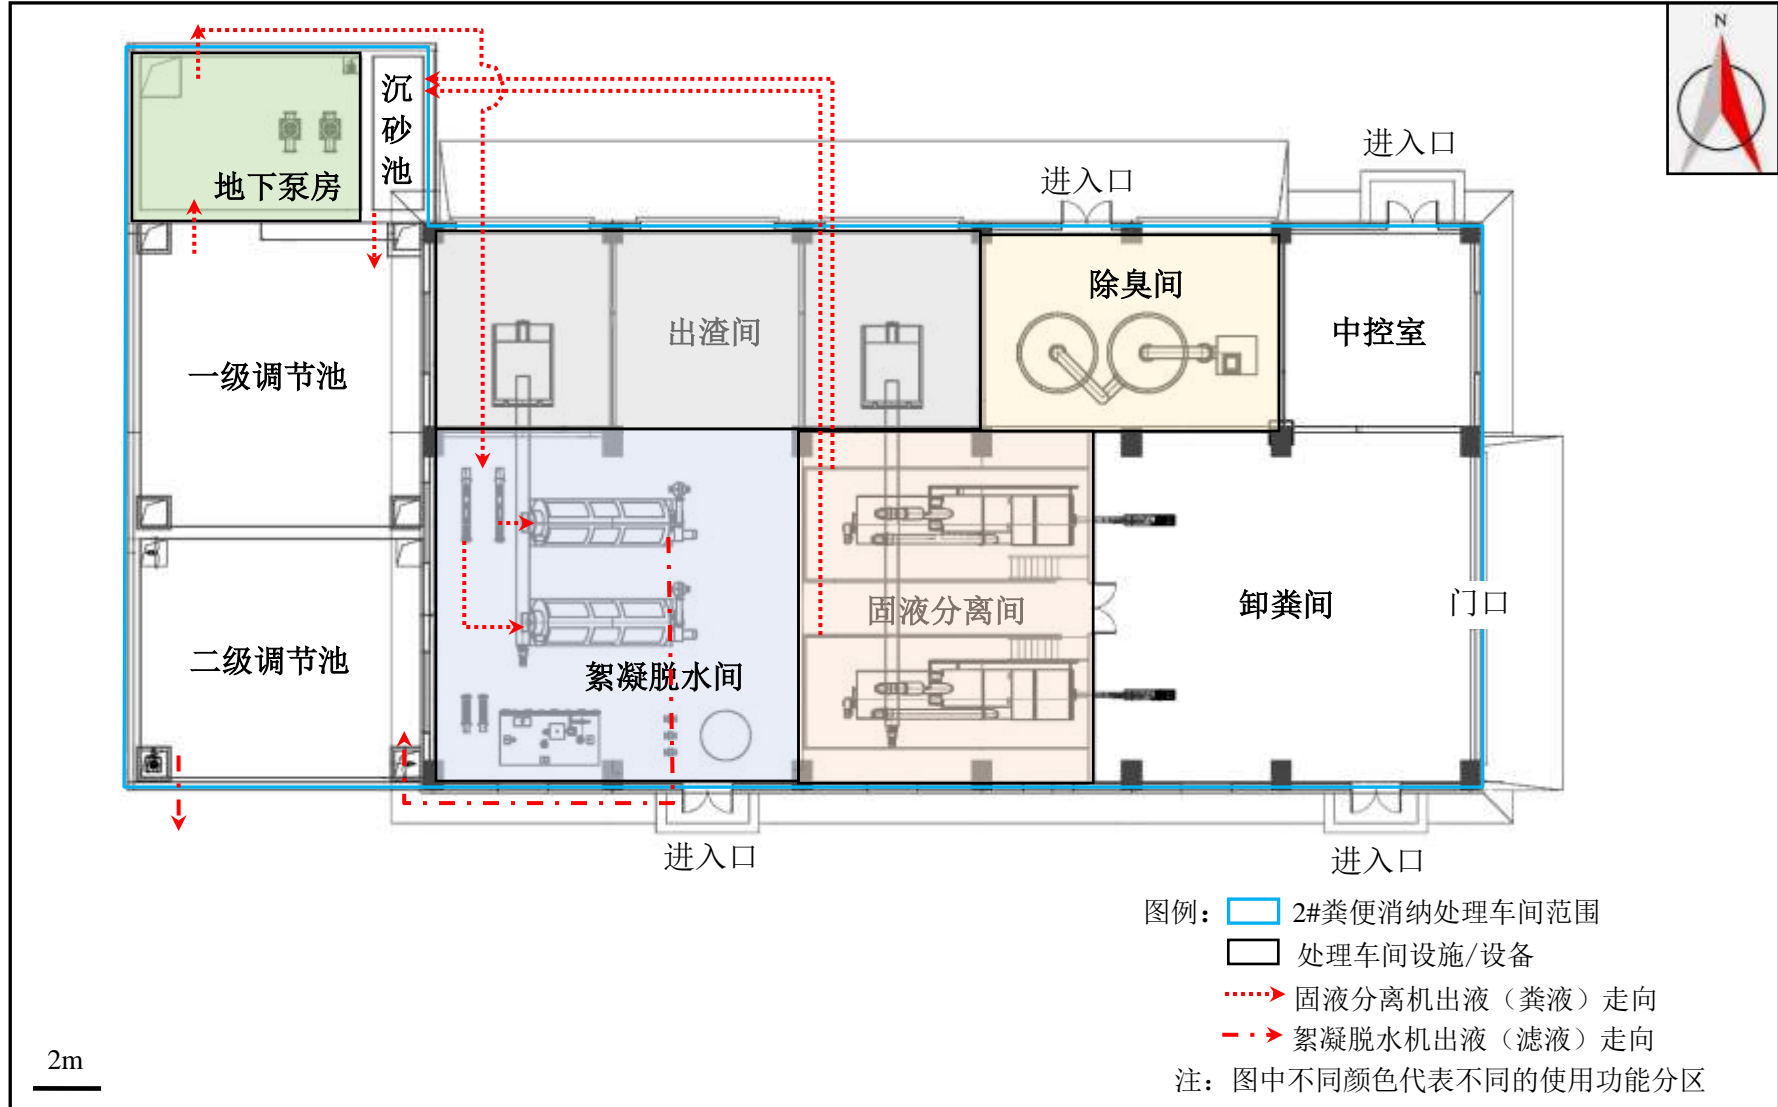 N
沉砂池
地下泵房
进入口
进入口
除臭间
出渣间
中控室
一级调节池
固液分离间
卸粪间
门口
二级调节池
絮凝脱水间
进入口
进入口
图例：
2#粪便消纳处理车间范围
处理车间设施/设备
固液分离机出液（粪液）走向
絮凝脱水机出液（滤液）走向
2m
注：图中不同颜色代表不同的使用功能分区